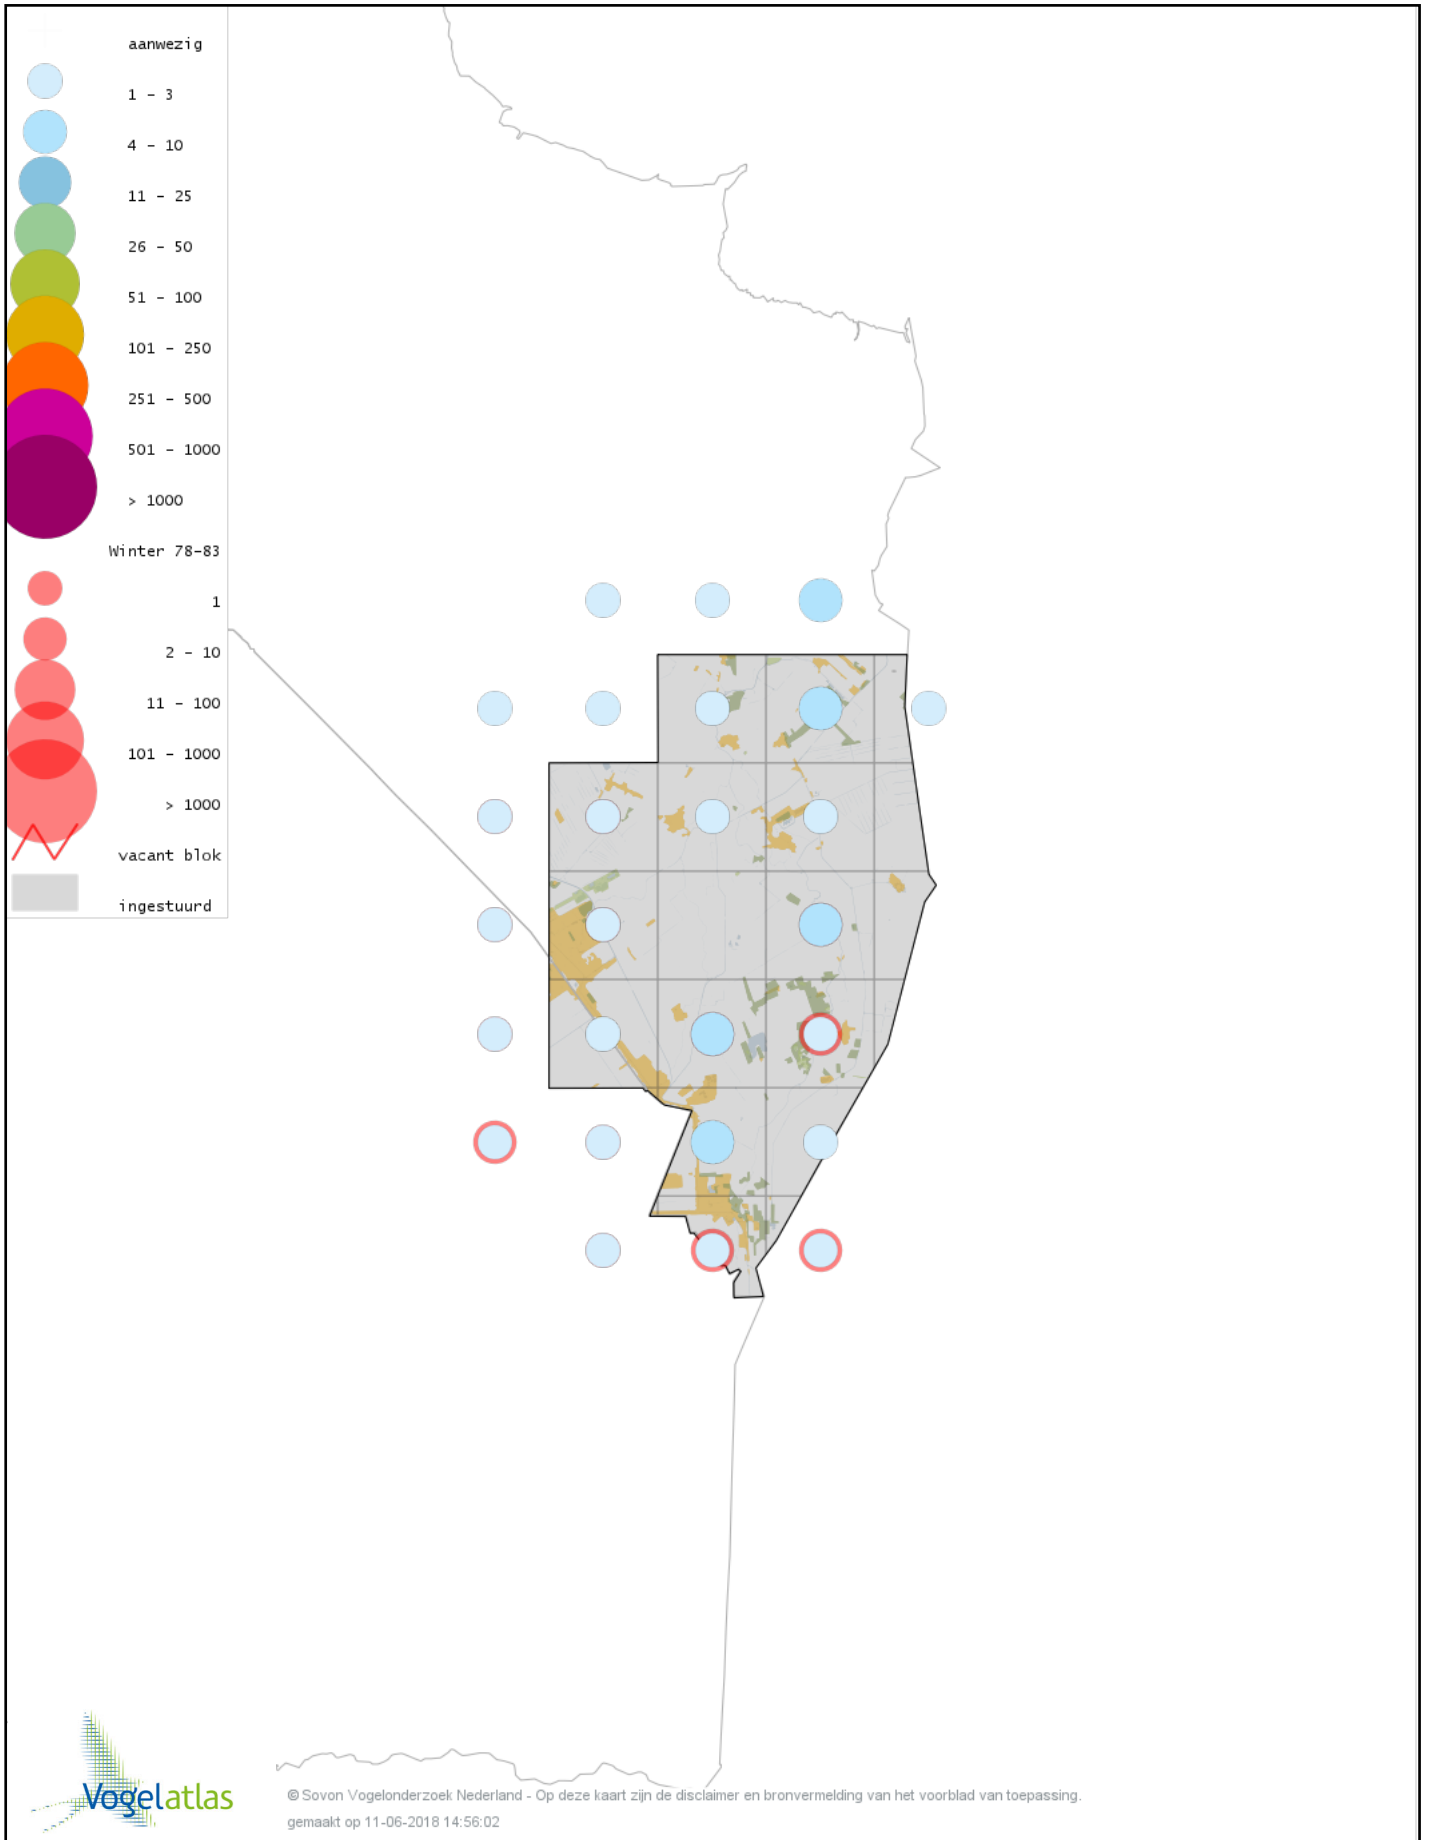 aanwezig
1 - 3
4 - 10
11 - 25
26 - 50
51 - 100
101 - 250
251 - 500
501 - 1000
> 1000
Winter 78-83
1
2 - 10
11 - 100
101 - 1000
> 1000
vacant blok
ingestuurd
Vogelatlas
© Sovon Vogelonderzoek Nederland - Op deze kaart zijn de disclaimer en bronvermelding van het voorblad van toepassing.
gemaakt op 11-06-2018 14:56:02